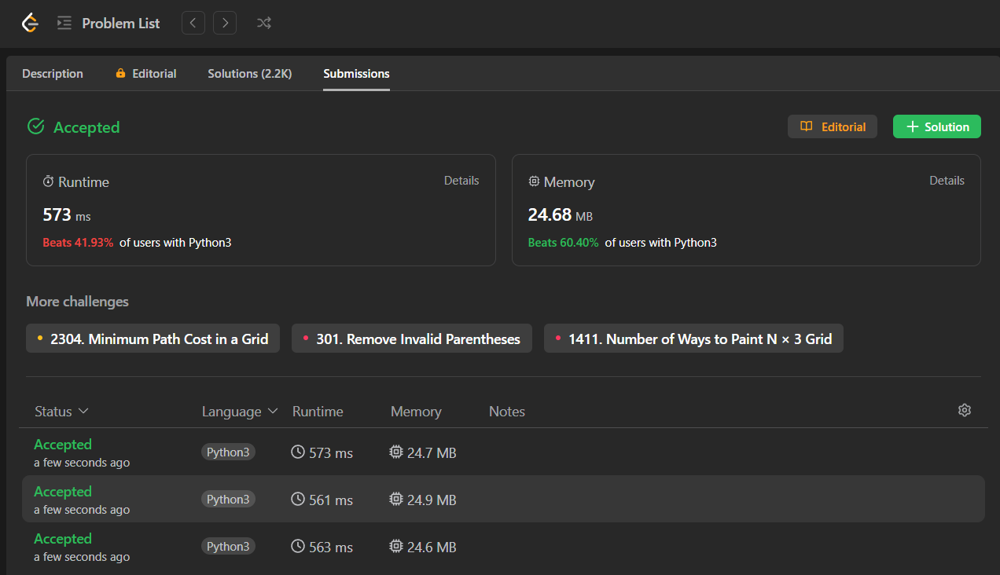 Problem List
Description Editorial Solutions (2.2K) Submissions
Accepted Editorial Solution
Runtime Details Memory Details
573 ms 24.68 MB
Beats 41.93% of users with Python3 Beats 60.40% of users with Python3
More challenges
2304. Minimum Path Cost in a Grid 301. Remove Invalid Parentheses 1411. Number of Ways to Paint N × 3 Grid
Status Language Runtime Memory Notes
Accepted
a few seconds ago Python3 573 ms 24.7 MB
Accepted
a few seconds ago Python3 561 ms 24.9 MB
Accepted
a few seconds ago Python3 563 ms 24.6 MB